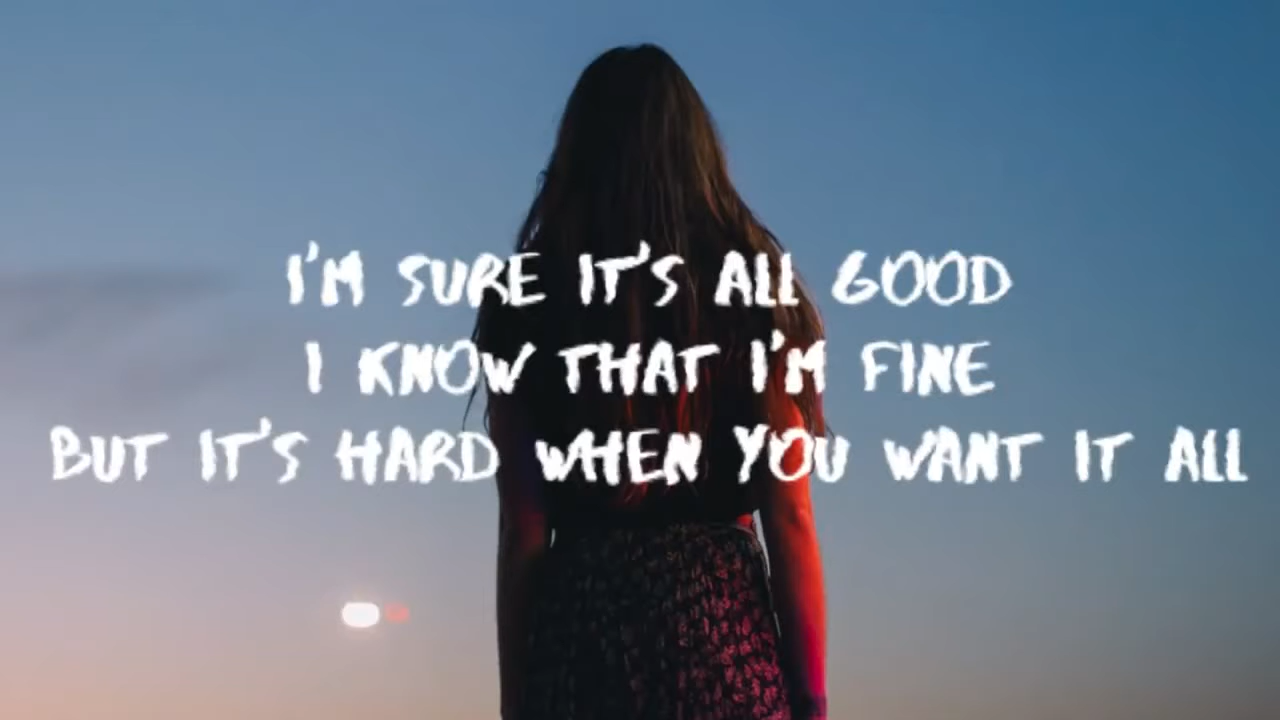 I'M SURE IT'S ALL GOOD
I KNOW THAT I'M FINE
BUT IT'S HARD WHEN YOU WANT IT ALL